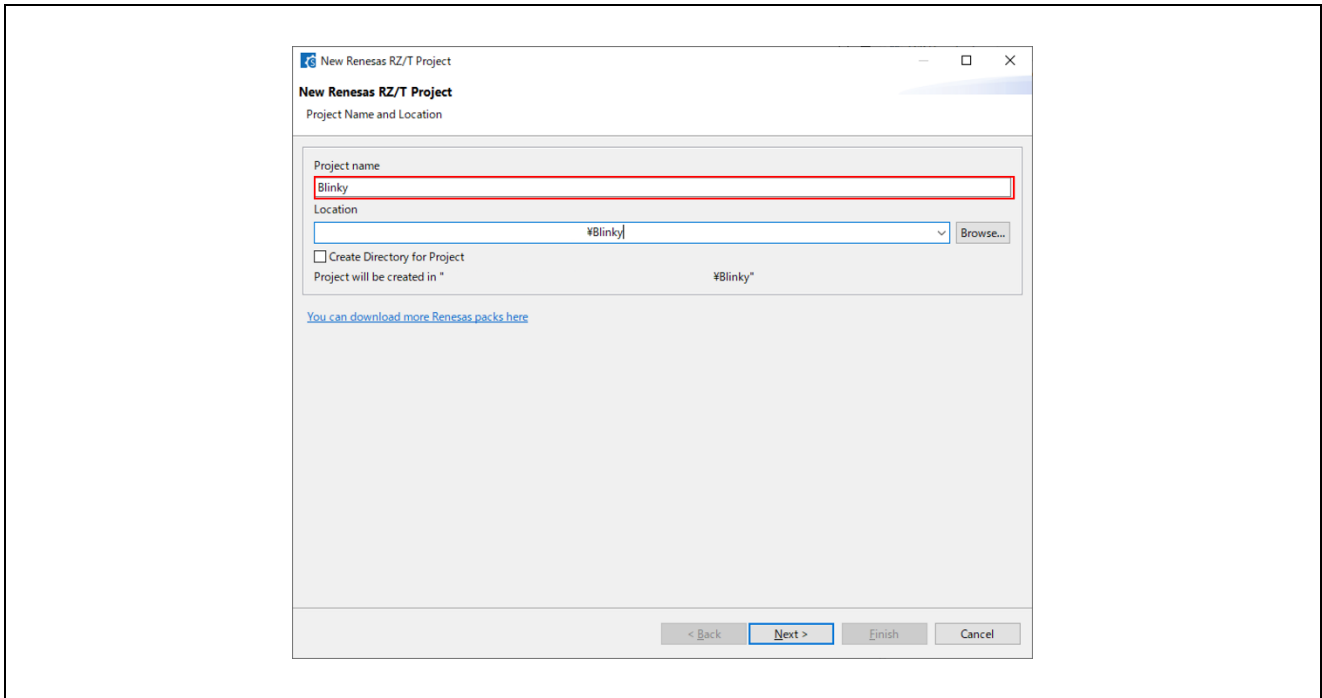 New Renesas RZ/T Project
New Renesas RZ/T Project
Project Name and Location
Project name
Blinky
Location
¥Blinky
Browse...
Create Directory for Project
Project will be created in " ¥Blinky"
You can download more Renesas packs here
< Back Next > Finish Cancel